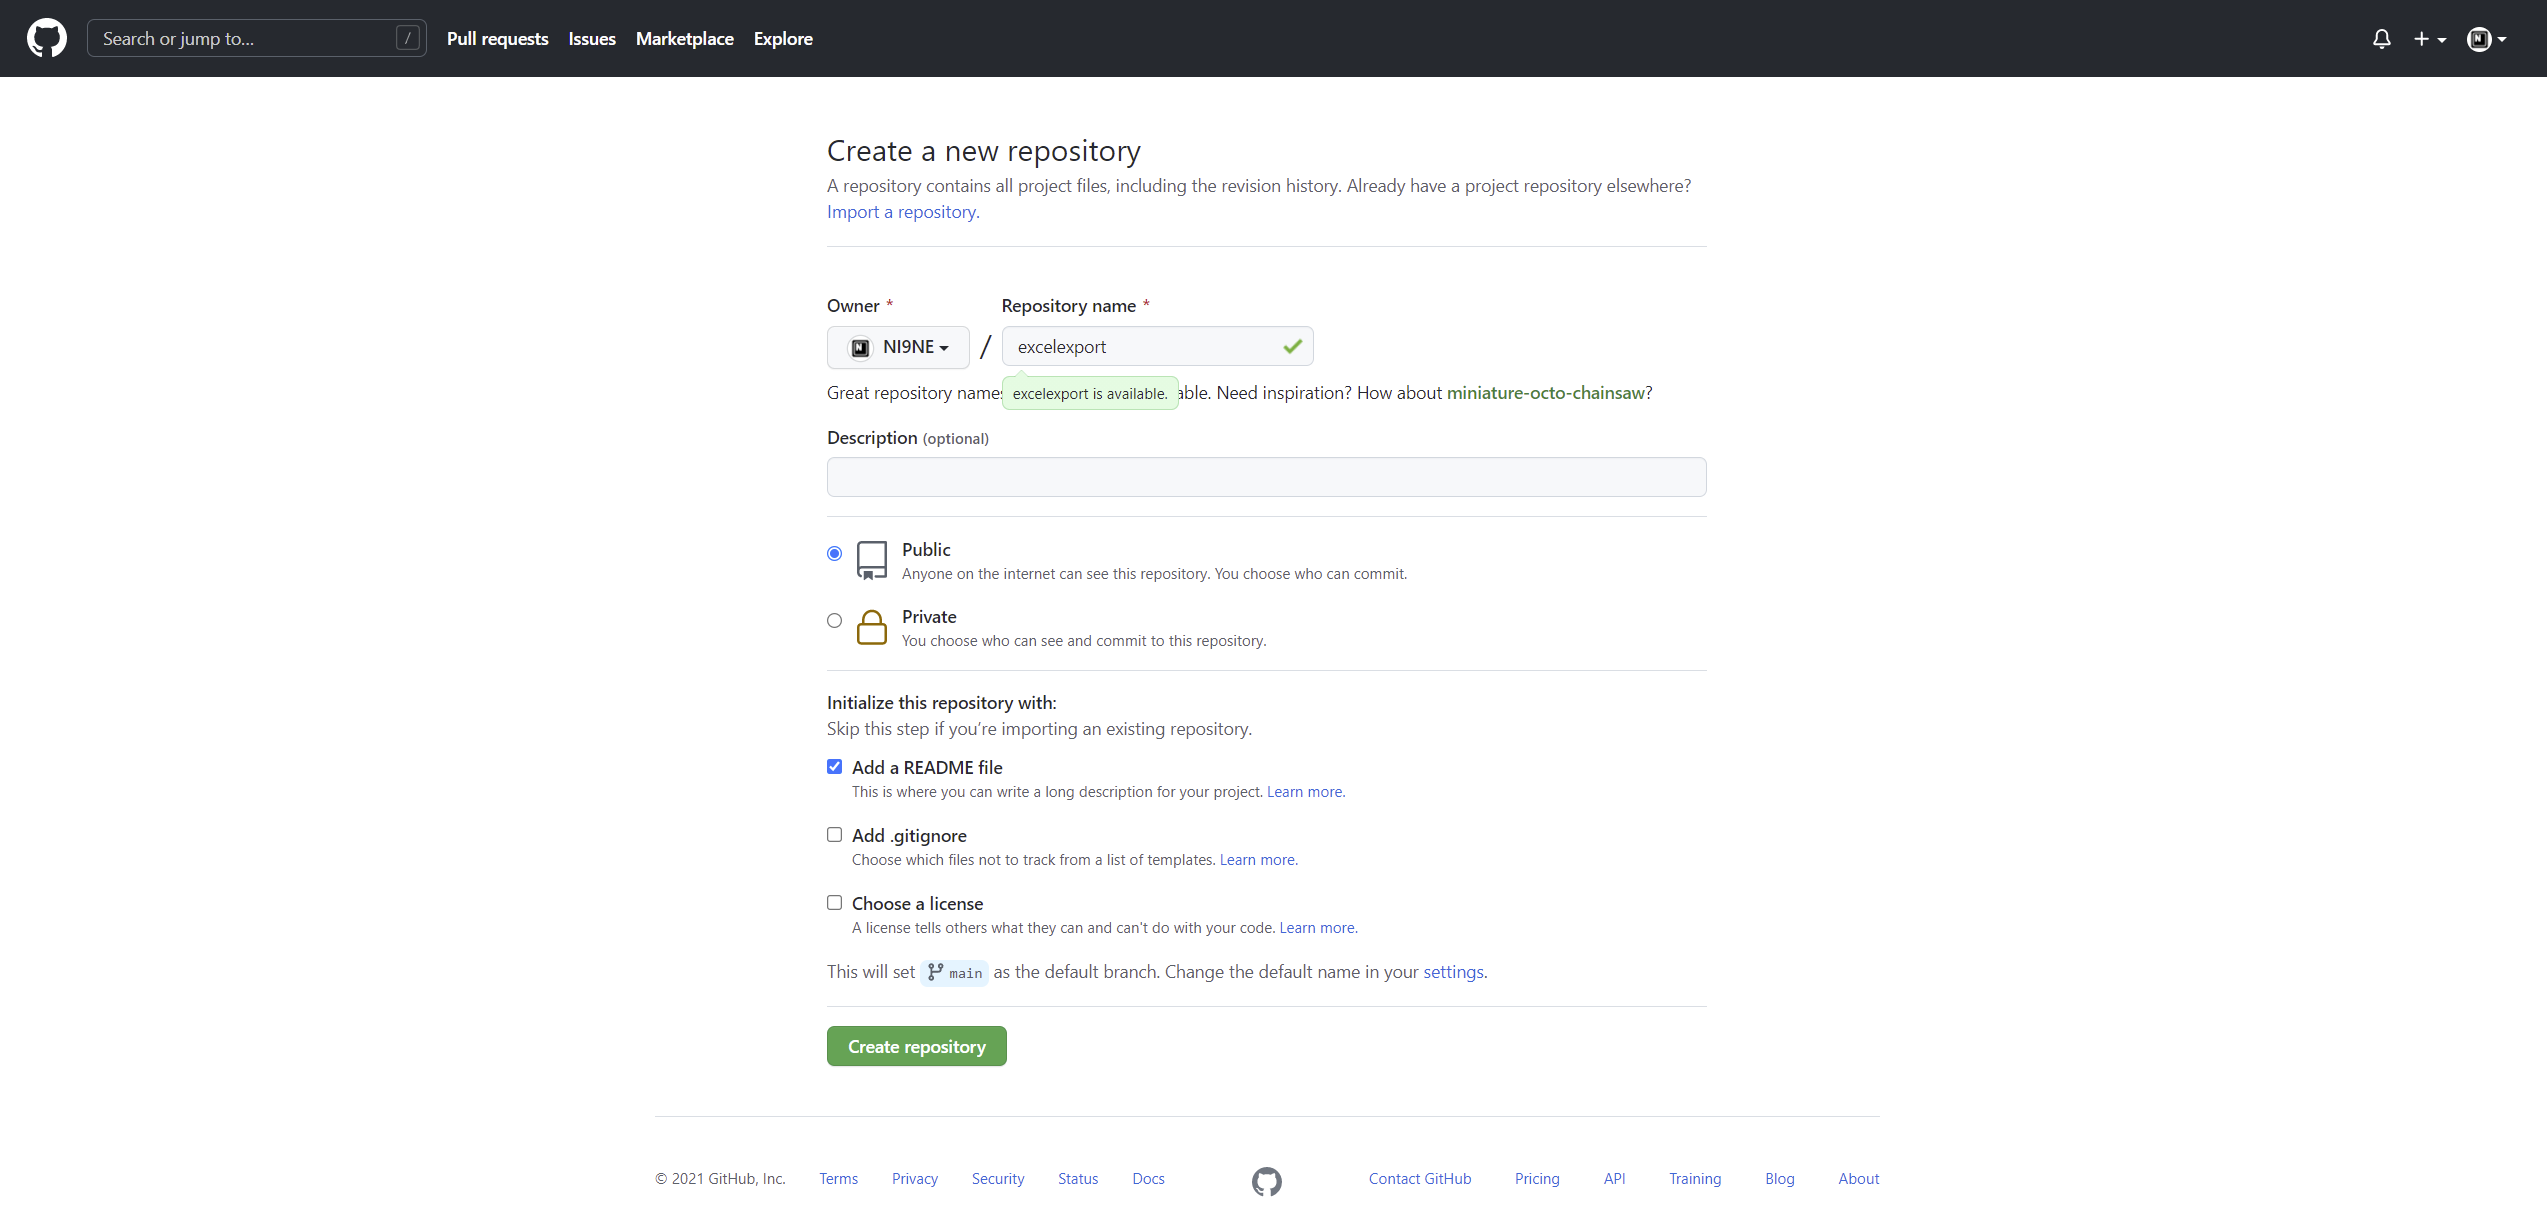 Search or jump to... /
Pull requests Issues Marketplace Explore
Create a new repository
A repository contains all project files, including the revision history. Already have a project repository elsewhere?
Import a repository.
Owner * Repository name *
N NI9NE / excelexport
Great repository name able. Need inspiration? How about miniature-octo-chainsaw?
excelexport is available.
Description (optional)
Public
Anyone on the internet can see this repository. You choose who can commit.
Private
You choose who can see and commit to this repository.
Initialize this repository with:
Skip this step if you’re importing an existing repository.
Add a README file
This is where you can write a long description for your project. Learn more.
Add .gitignore
Choose which files not to track from a list of templates. Learn more.
Choose a license
A license tells others what they can and can't do with your code. Learn more.
This will set main as the default branch. Change the default name in your settings.
Create repository
© 2021 GitHub, Inc. Terms Privacy Security Status Docs Contact GitHub Pricing API Training Blog About